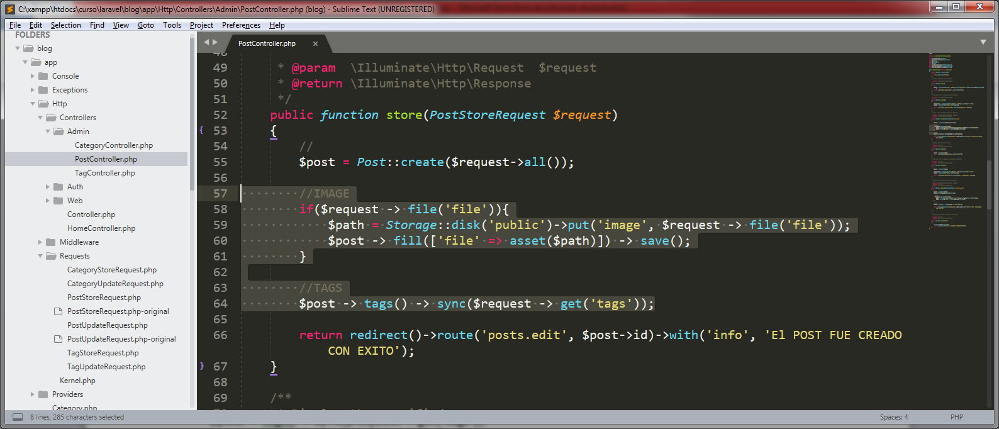 C:\xampp\htdocs\curso\laravel\blog\app\Http\Controllers\Admin\PostController.php (blog) - Sublime Text (UNREGISTERED)
File Edit Selection Find View Goto Tools Project Preferences Help
FOLDERS
blog
app
Console
Exceptions
Http
Controllers
Admin
CategoryController.php
PostController.php
TagController.php
Auth
Web
Controller.php
HomeController.php
Middleware
Requests
CategoryStoreRequest.php
CategoryUpdateRequest.php
PostStoreRequest.php
PostStoreRequest.php-original
PostUpdateRequest.php
PostUpdateRequest.php-original
TagStoreRequest.php
TagUpdateRequest.php
Kernel.php
Providers
Category.php
PostController.php
48
49 * @param  \Illuminate\Http\Request  $request
50 * @return \Illuminate\Http\Response
51 */
52 public function store(PostStoreRequest $request)
53 {
54 //
55 $post = Post::create($request->all());
56
57 //IMAGE
58 if($request -> file('file')){
59 $path = Storage::disk('public')->put('image', $request -> file('file'));
60 $post -> fill(['file' => asset($path)]) -> save();
61 }
62
63 //TAGS
64 $post -> tags() -> sync($request -> get('tags'));
65
66 return redirect()->route('posts.edit', $post->id)->with('info', 'El POST FUE CREADO
CON EXITO');
67 }
68
69 /**
8 lines, 285 characters selected
Spaces: 4
PHP